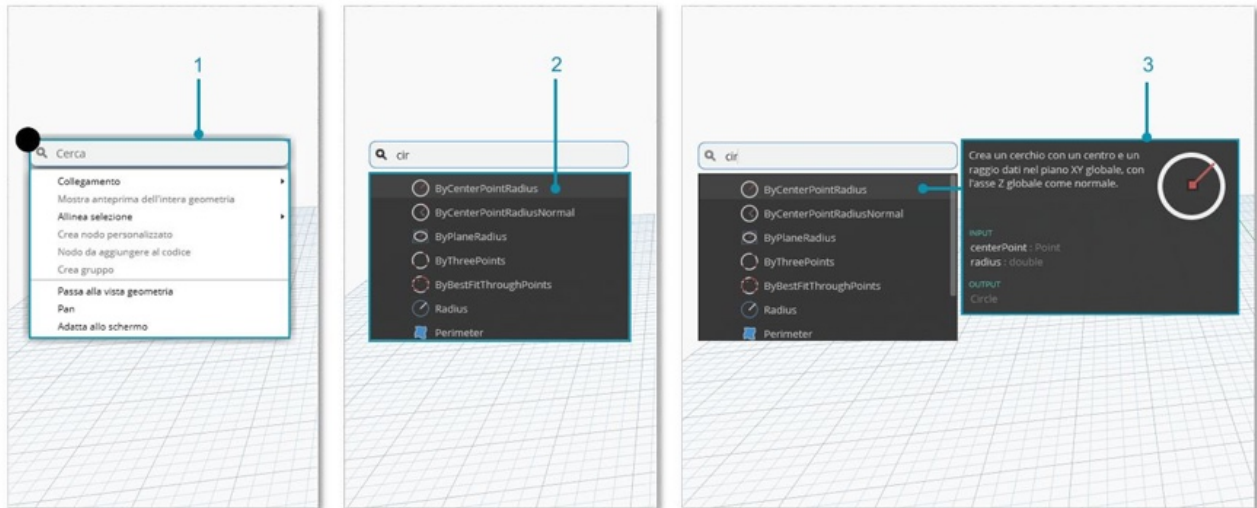 1
Cerca
Collegamento
Mostra anteprima dell'intera geometria
Allinea selezione
Crea nodo personalizzato
Nodo da aggiungere al codice
Crea gruppo
Passa alla vista geometria
Pan
Adatta allo schermo
2
cir
ByCenterPointRadius
ByCenterPointRadiusNormal
ByPlaneRadius
ByThreePoints
ByBestFitThroughPoints
Radius
Perimeter
3
cir
ByCenterPointRadius
ByCenterPointRadiusNormal
ByPlaneRadius
ByThreePoints
ByBestFitThroughPoints
Radius
Perimeter
Crea un cerchio con un centro e un
raggio dati nel piano XY globale, con
l'asse Z globale come normale.
INPUT
centerPoint : Point
radius : double
OUTPUT
Circle